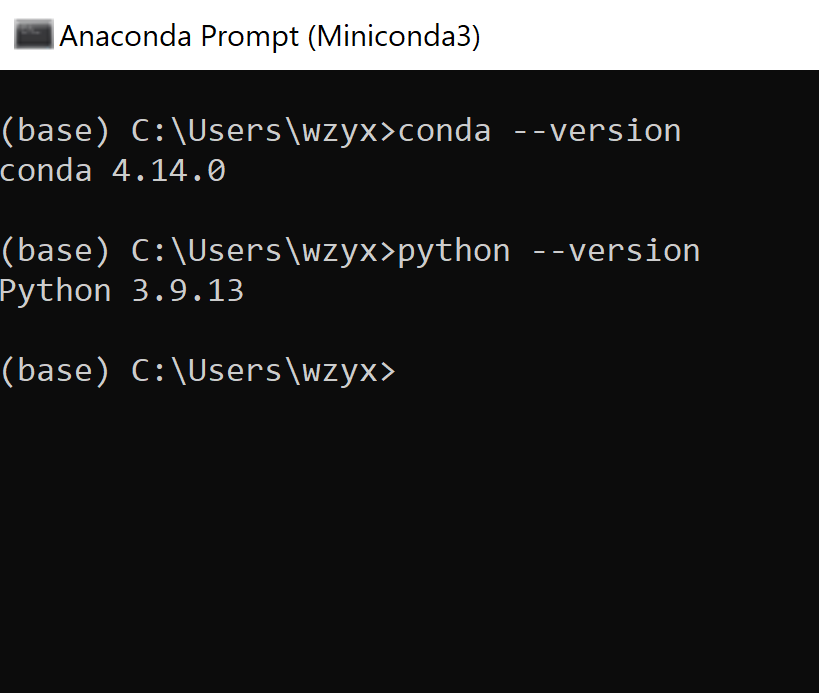 Anaconda Prompt (Miniconda3)
(base) C:\Users\wzyx>conda --version
conda 4.14.0
(base) C:\Users\wzyx>python --version
Python 3.9.13
(base) C:\Users\wzyx>